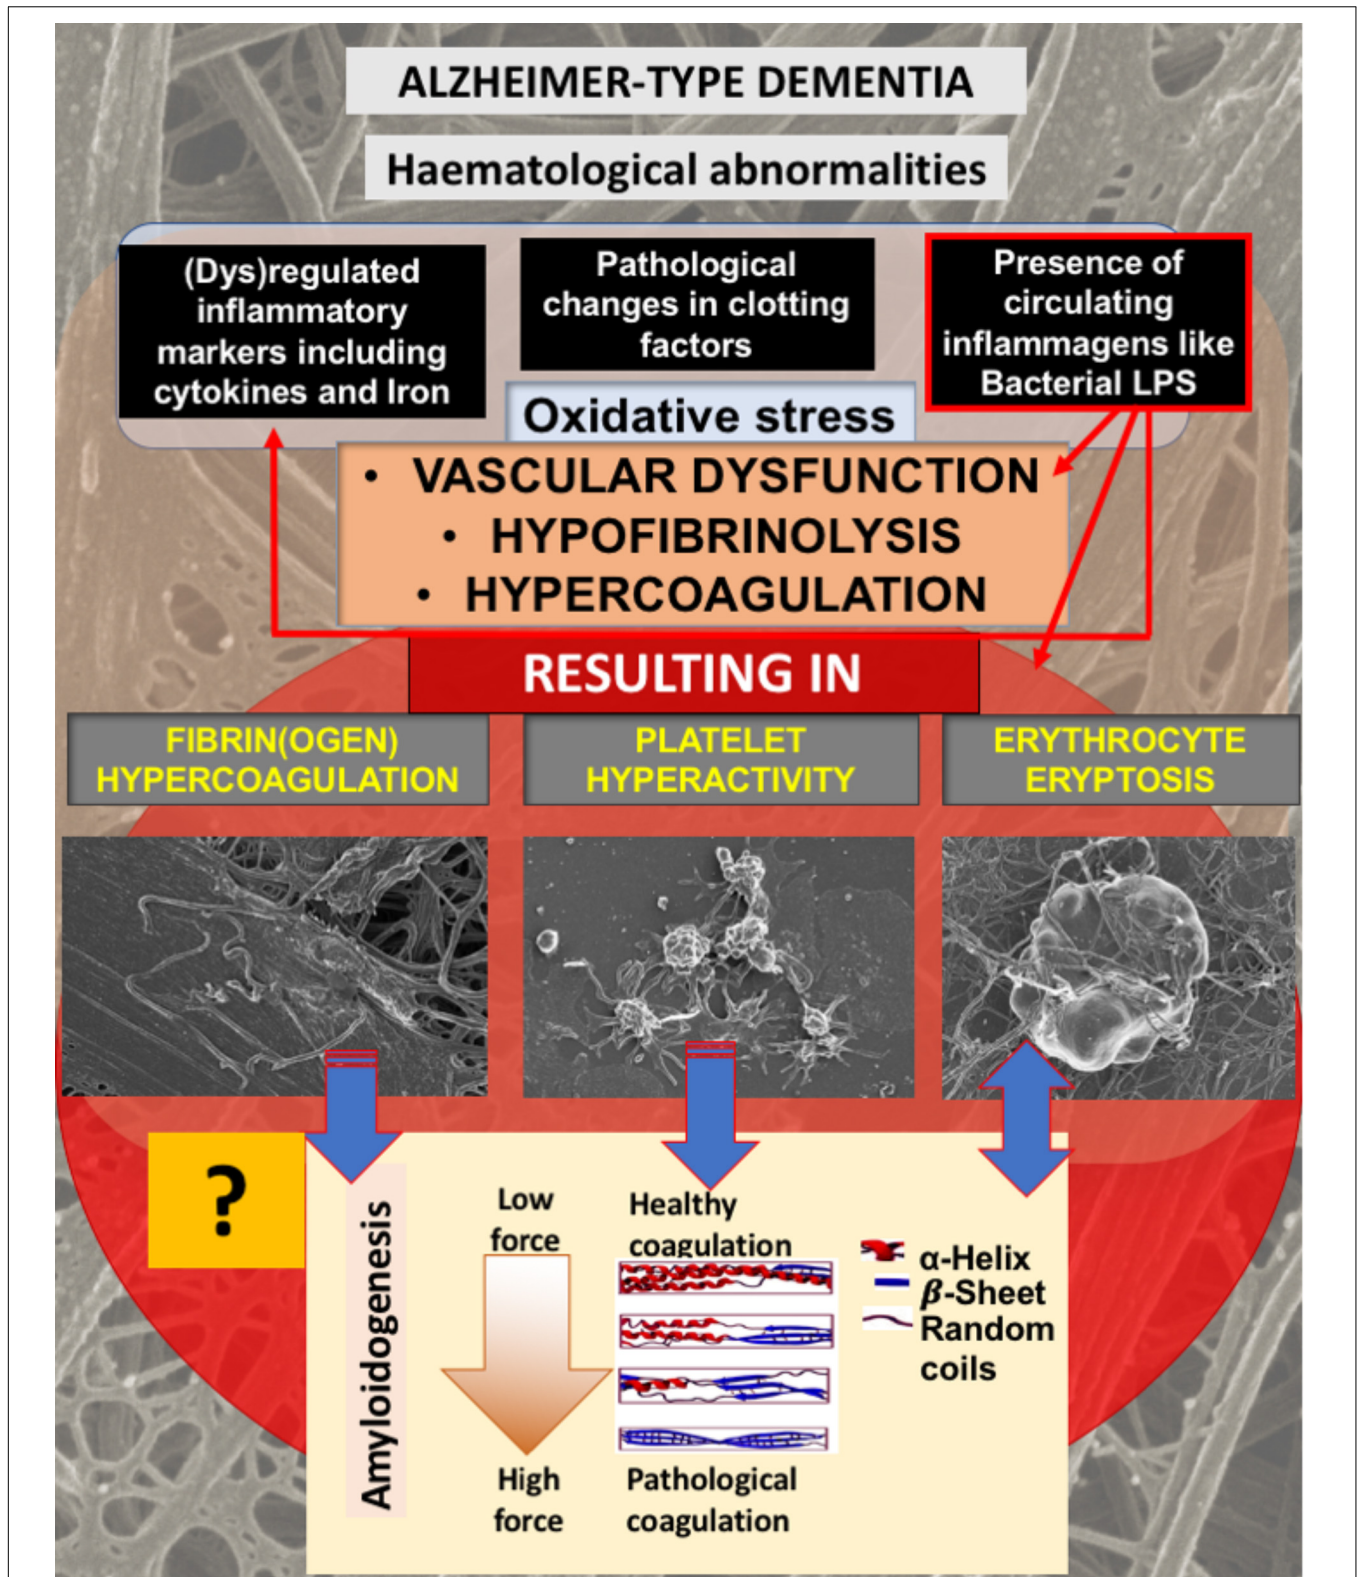 ALZHEIMER-TYPE DEMENTIA
Haematological abnormalities
(Dys)regulated
inflammatory
markers including
cytokines and Iron
Pathological
changes in clotting
factors
Presence of
circulating
inflammagens like
Bacterial LPS
Oxidative stress
• VASCULAR DYSFUNCTION
• HYPOFIBRINOLYSIS
• HYPERCOAGULATION
RESULTING IN
FIBRIN(OGEN)
HYPERCOAGULATION
PLATELET
HYPERACTIVITY
ERYTHROCYTE
ERYPTOSIS
?
Amyloidogenesis
Low
force
High
force
Healthy
coagulation
Pathological
coagulation
α-Helix
β-Sheet
Random
coils